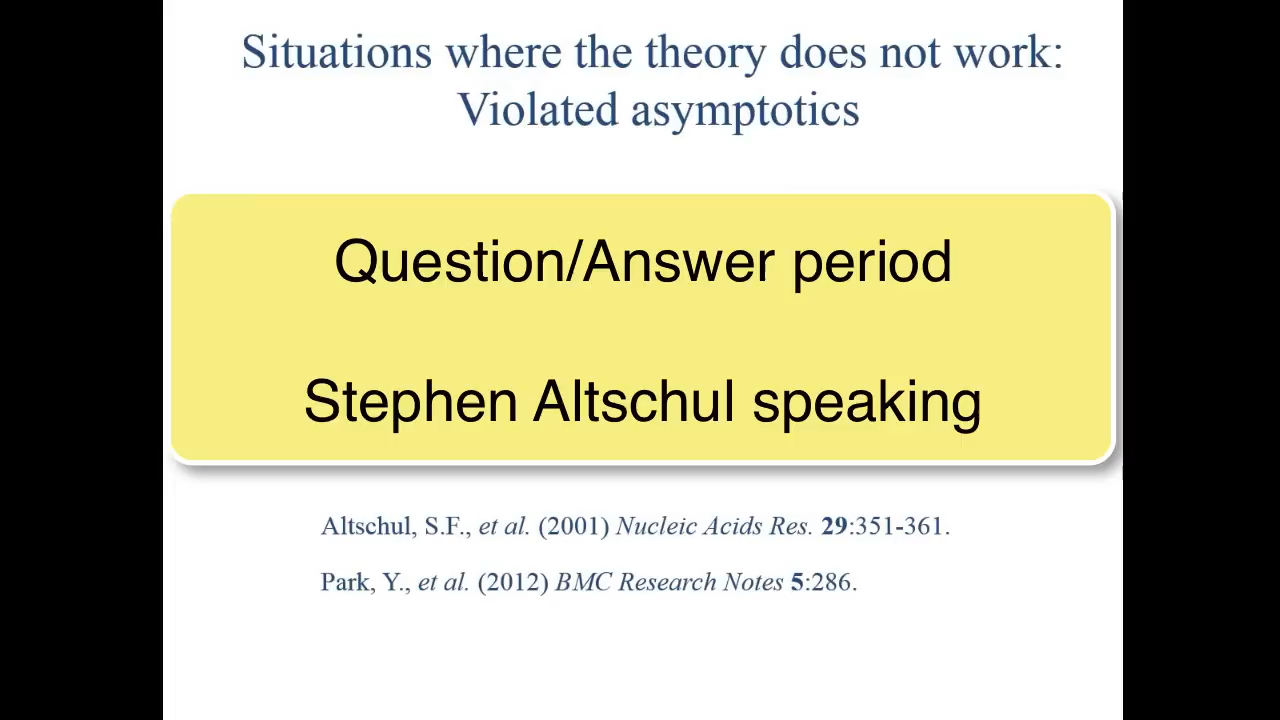 Situations where the theory does not work:
Violated asymptotics
Question/Answer period
Stephen Altschul speaking
Altschul, S.F., et al. (2001) Nucleic Acids Res. 29:351-361.
Park, Y., et al. (2012) BMC Research Notes 5:286.